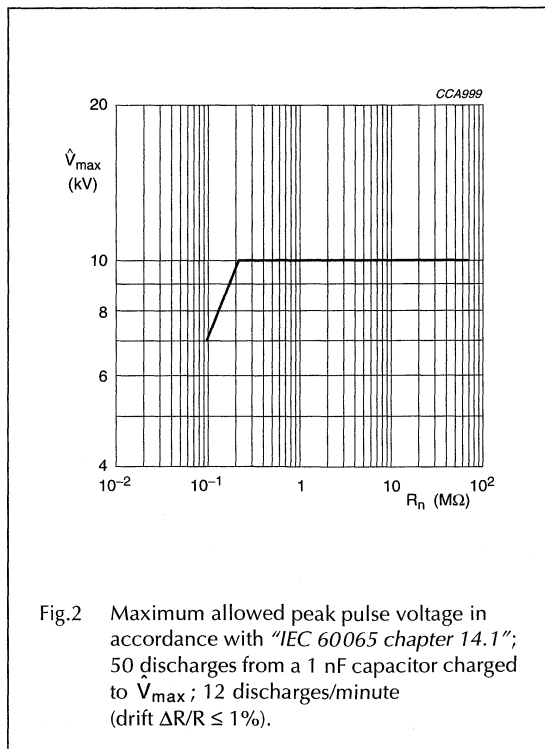 CCA999
20
V̂max
(kV)
10
8
6
4
10⁻²
10⁻¹
1
10
10²
Rn (MΩ)
Fig.2 Maximum allowed peak pulse voltage in
accordance with "IEC 60065 chapter 14.1";
50 discharges from a 1 nF capacitor charged
to V̂max ; 12 discharges/minute
(drift ΔR/R ≤ 1%).